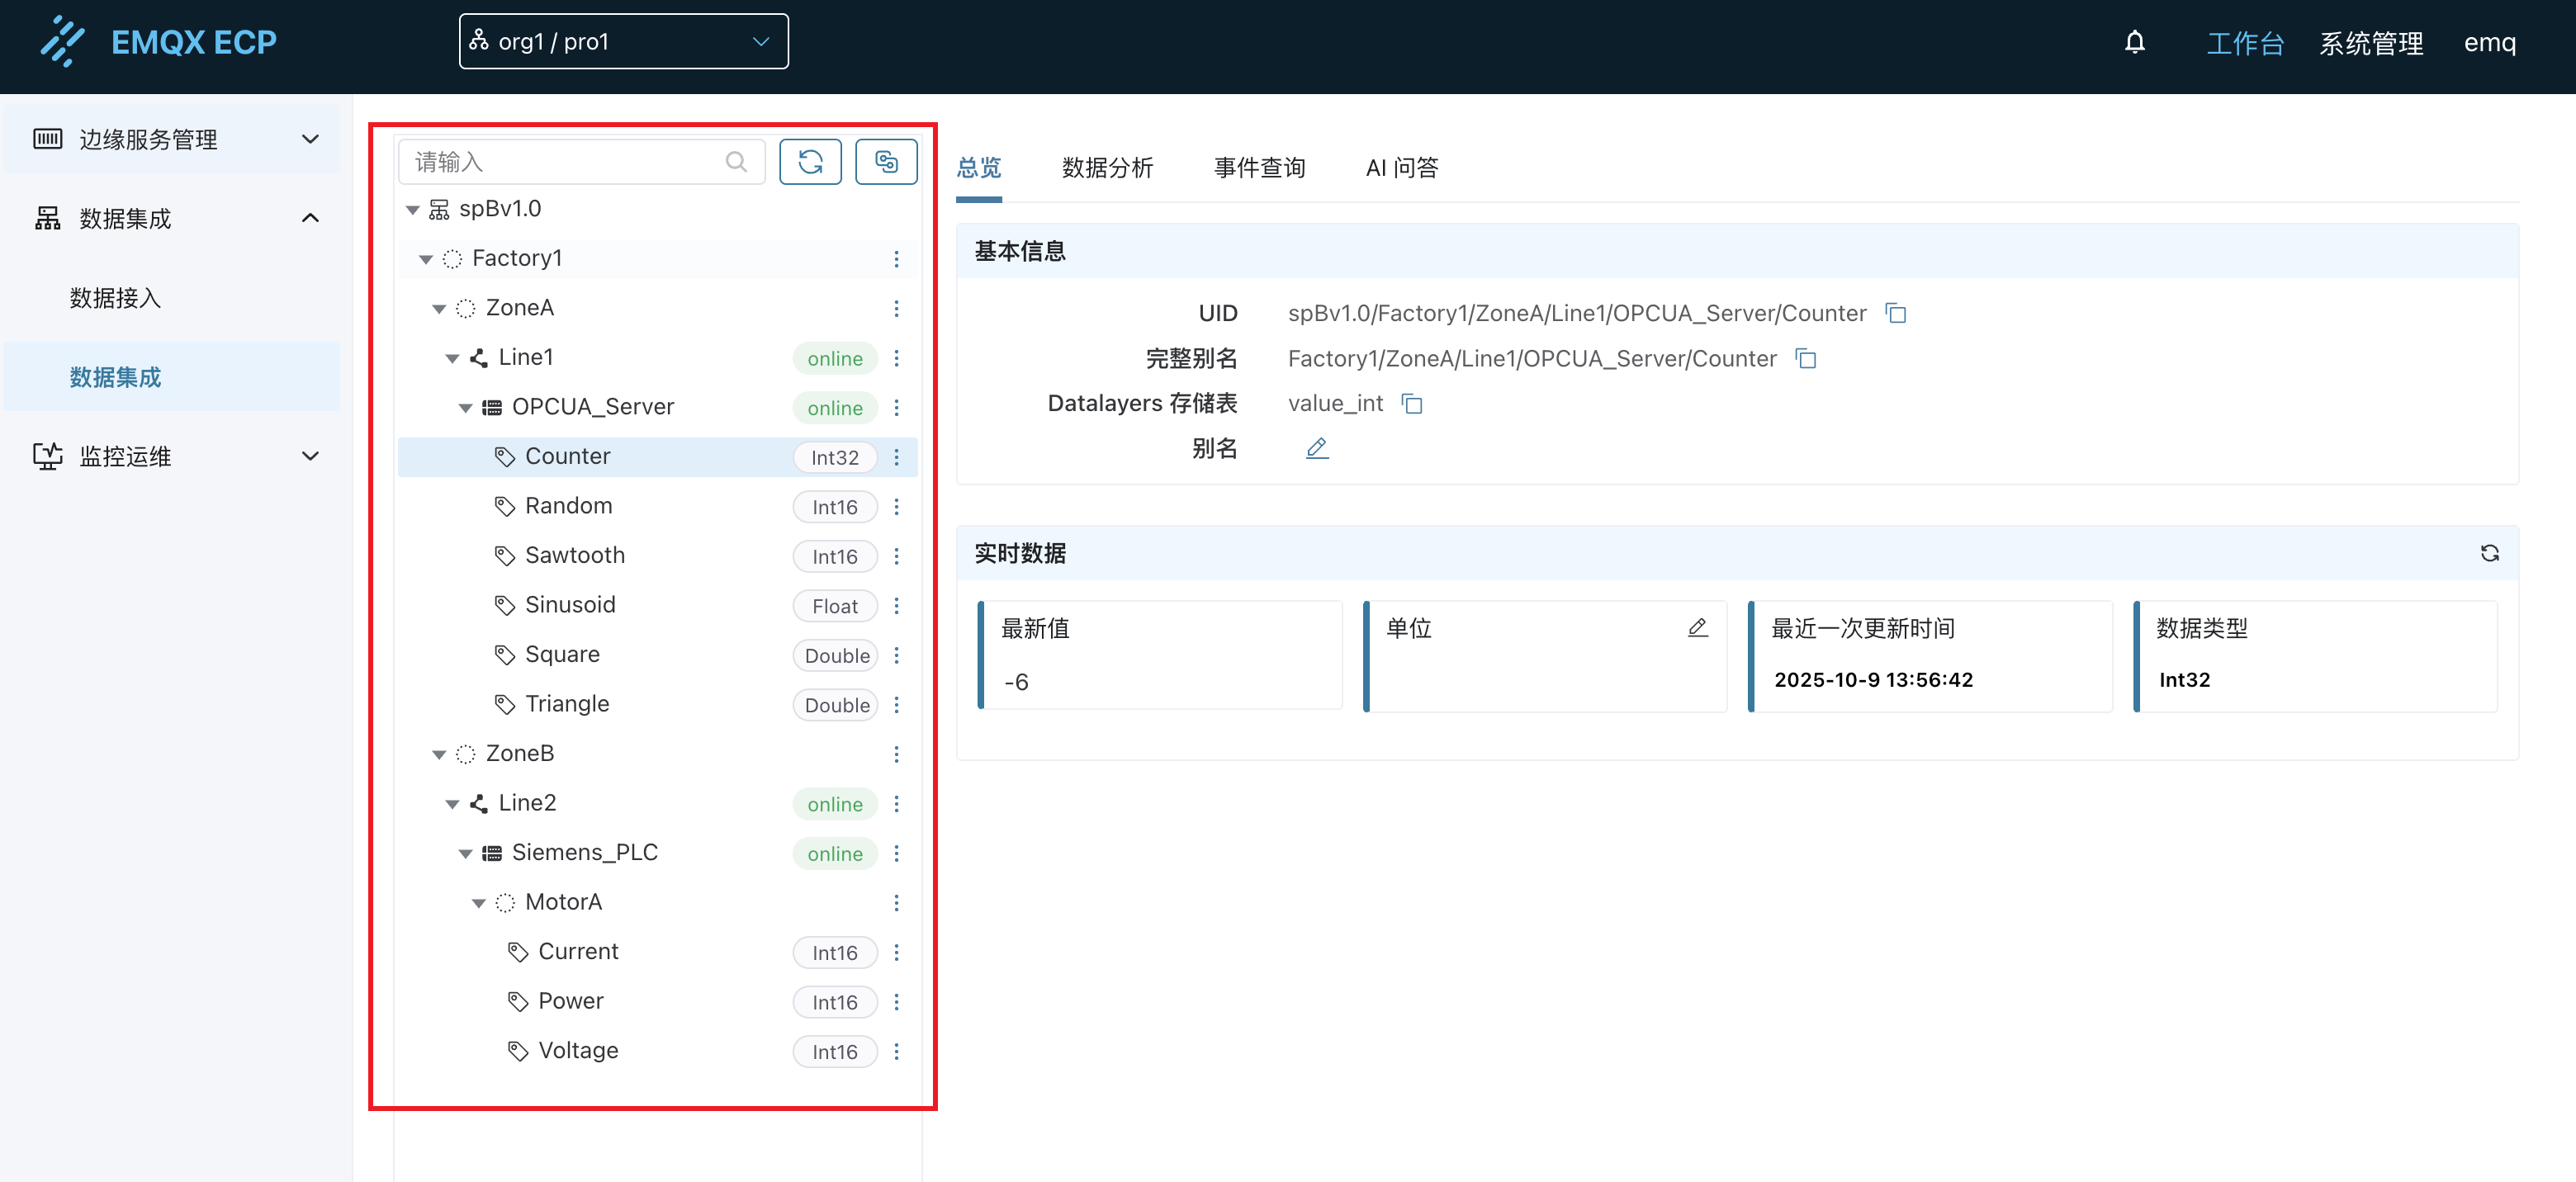 EMQX ECP
org1 / pro1
工作台
系统管理
emq
边缘服务管理
数据集成
数据接入
数据集成
监控运维
请输入
spBv1.0
Factory1
ZoneA
Line1 online
OPCUA_Server online
Counter Int32
Random Int16
Sawtooth Int16
Sinusoid Float
Square Double
Triangle Double
ZoneB
Line2 online
Siemens_PLC online
MotorA
Current Int16
Power Int16
Voltage Int16
总览 数据分析 事件查询 AI 问答
基本信息
UID spBv1.0/Factory1/ZoneA/Line1/OPCUA_Server/Counter
完整别名 Factory1/ZoneA/Line1/OPCUA_Server/Counter
Datalayers 存储表 value_int
别名
实时数据
最新值
-6
单位
最近一次更新时间
2025-10-9 13:56:42
数据类型
Int32